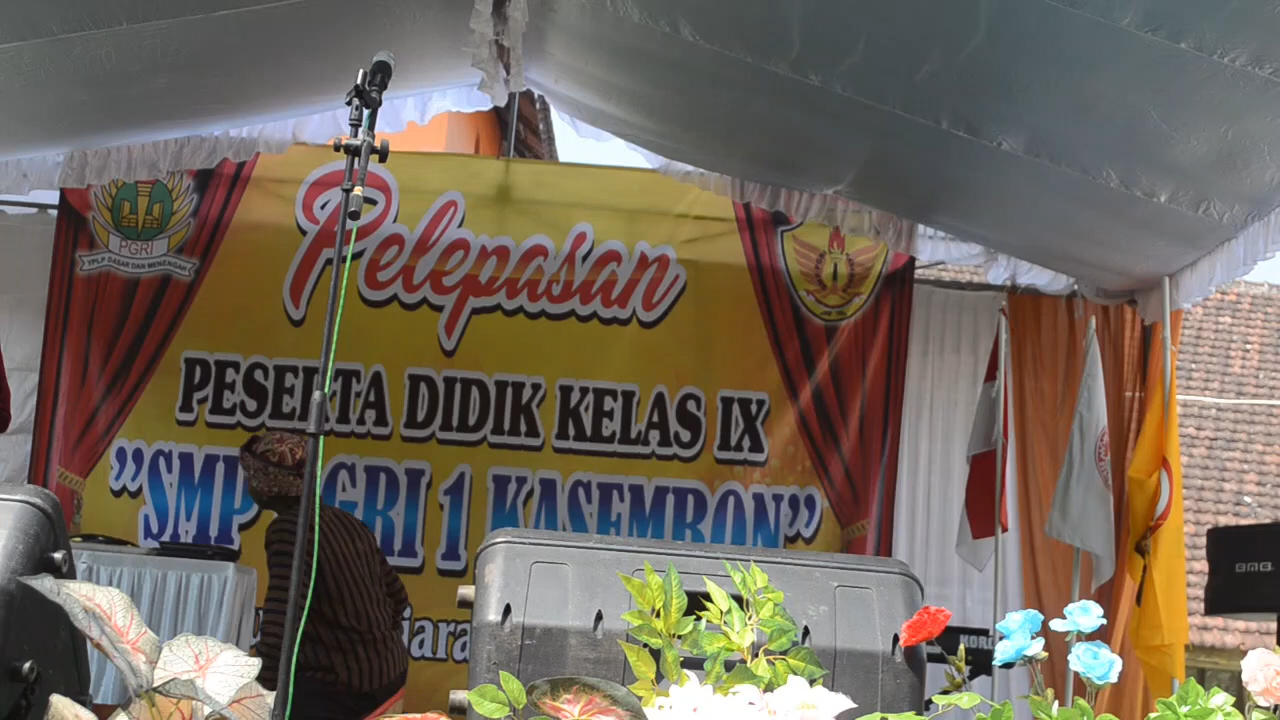 PGRI
YPLP DASAR DAN MENENGAH
Pelepasan
PESERTA DIDIK KELAS IX
"SMP PGRI 1 KASEMBON"
BMB